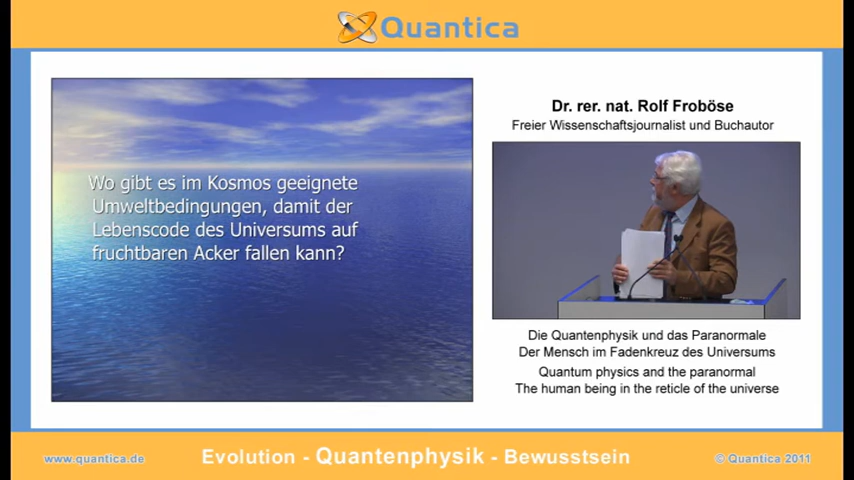 Quantica
Wo gibt es im Kosmos geeignete
Umweltbedingungen, damit der
Lebenscode des Universums auf
fruchtbaren Acker fallen kann?
Dr. rer. nat. Rolf Froböse
Freier Wissenschaftsjournalist und Buchautor
Die Quantenphysik und das Paranormale
Der Mensch im Fadenkreuz des Universums
Quantum physics and the paranormal
The human being in the reticle of the universe
www.quantica.de
Evolution - Quantenphysik - Bewusstsein
© Quantica 2011